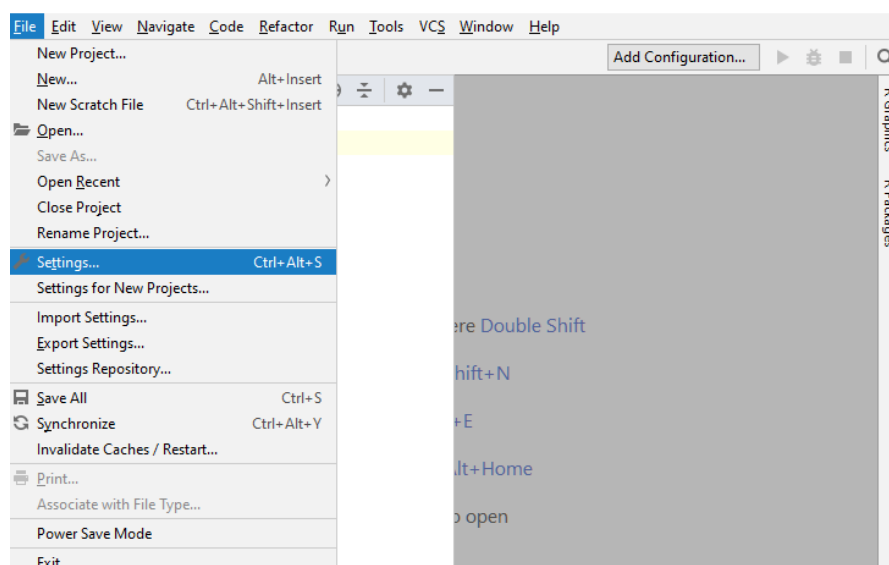 File Edit View Navigate Code Refactor Run Tools VCS Window Help
New Project...
Add Configuration...
New... Alt+Insert
New Scratch File Ctrl+Alt+Shift+Insert
Open...
Save As...
Open Recent
Close Project
Rename Project...
Settings... Ctrl+Alt+S
Settings for New Projects...
Import Settings...
Export Settings...
Settings Repository...
Save All Ctrl+S
Synchronize Ctrl+Alt+Y
Invalidate Caches / Restart...
Print...
Associate with File Type...
Power Save Mode
Exit
ere Double Shift
hift+N
+E
Alt+Home
o open
R Graphics
R Packages